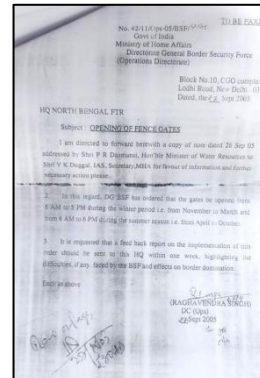 TO BE FAXED
No. 42/11/Ops-05/BSF/
Govt of India
Ministry of Home Affairs
Directorate General Border Security Force
(Operations Directorate)
Block No.10, CGO complex
Lodhi Road, New Delhi
Dated, the 22 Sept 2005
HQ NORTH BENGAL FTR
Subject : OPENING OF FENCE GATES
I am directed to forward herewith a copy of note dated 20 Sep 05
addressed by Shri P R Dasmunsi, Hon'ble Minister of Water Resources to
Shri V K Duggal, IAS, Secretary, MHA for favour of information and further
necessary action please.
2. In this regard, DG BSF has ordered that the gates be opened from
6 AM to 5 PM during the winter period i.e. from November to March and
from 6 AM to 6 PM during the summer season i.e. from April to October.
3. It is requested that a feed back report on the implementation of this
order should be sent to this HQ within one week, highlighting the
difficulties, if any, faced by the BSF and effects on border domination.
Encl: as above
(RAGHAVENDRA SINGH)
DC (Ops)
22 Sept 2005